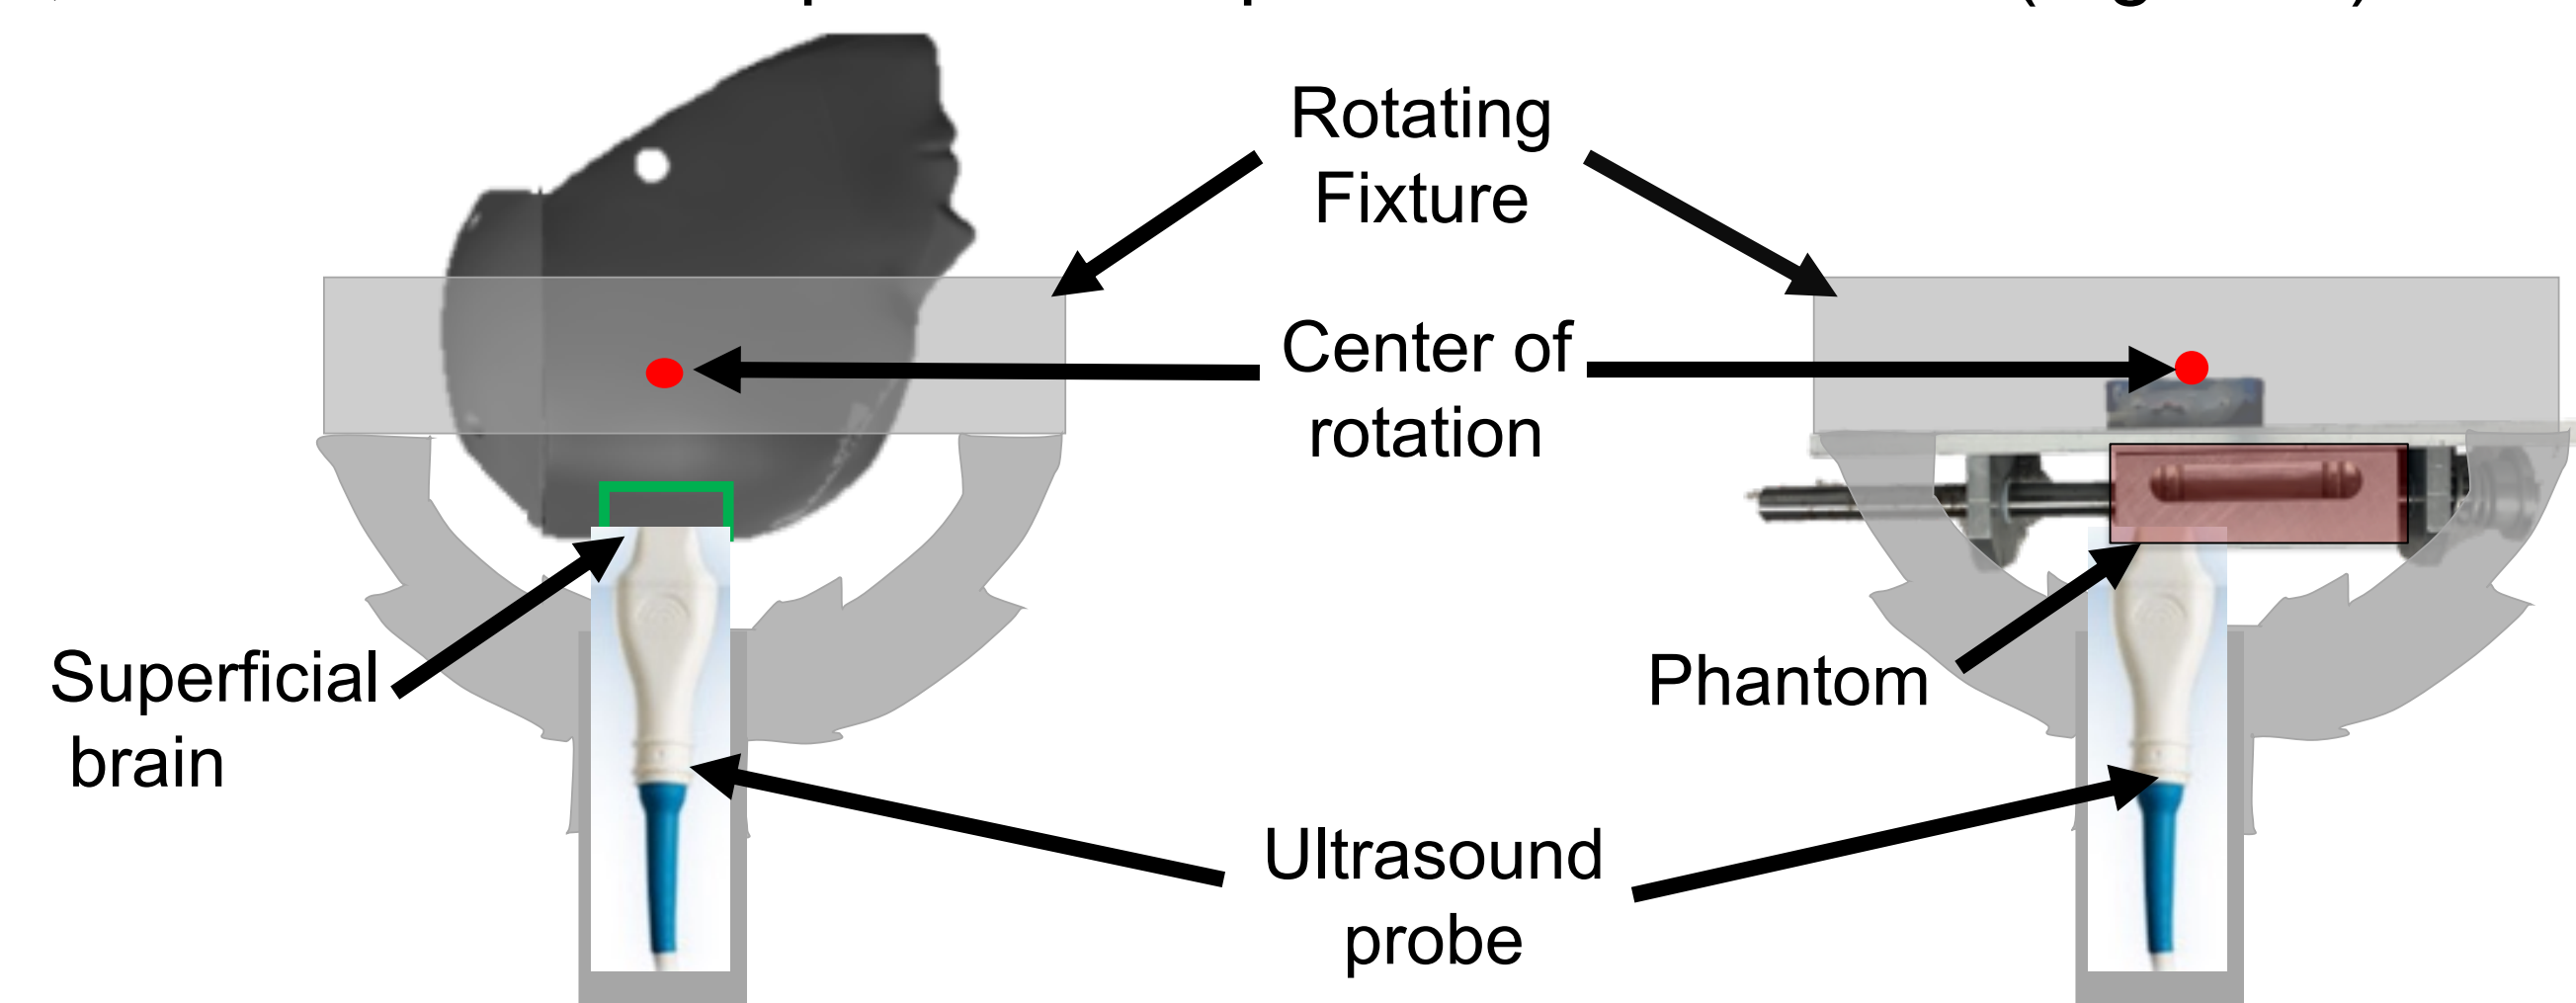 Rotating
Fixture
Center of
rotation
Superficial
brain
Phantom
Ultrasound
probe